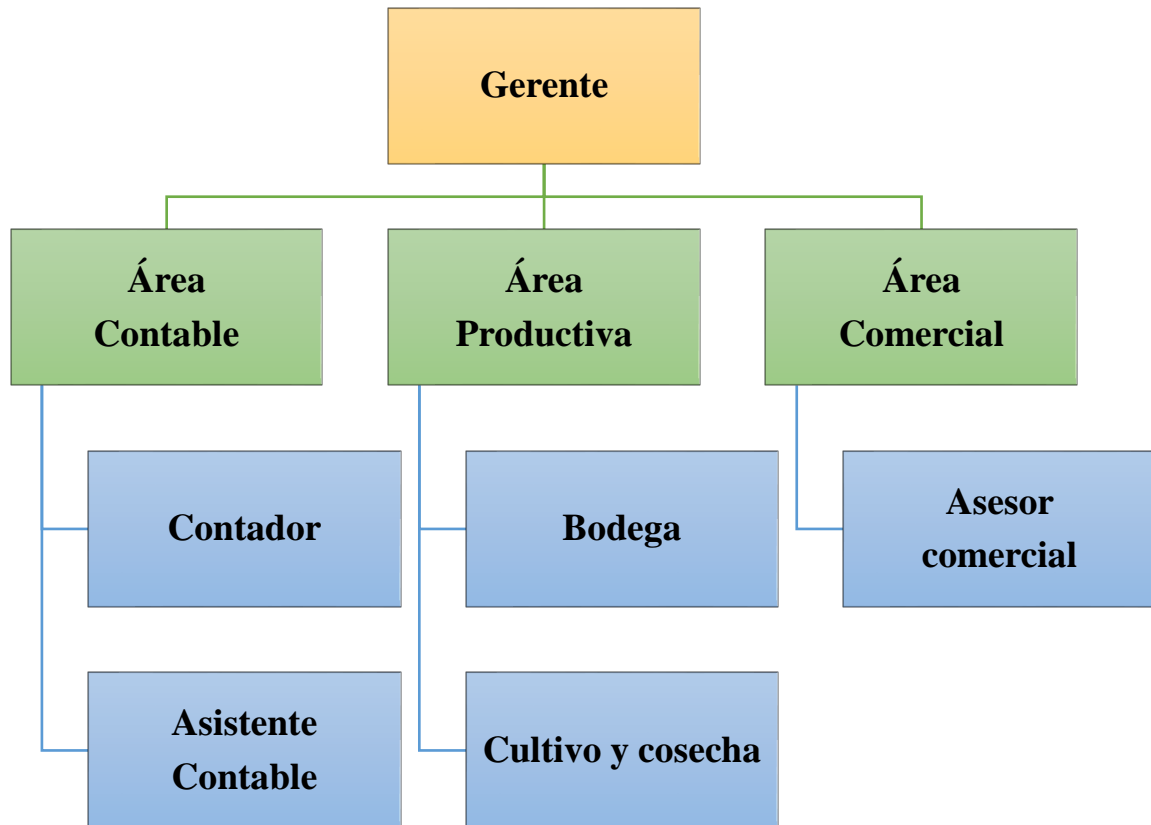 Gerente
Área
Contable
Área
Productiva
Área
Comercial
Contador
Bodega
Asesor
comercial
Asistente
Contable
Cultivo y cosecha